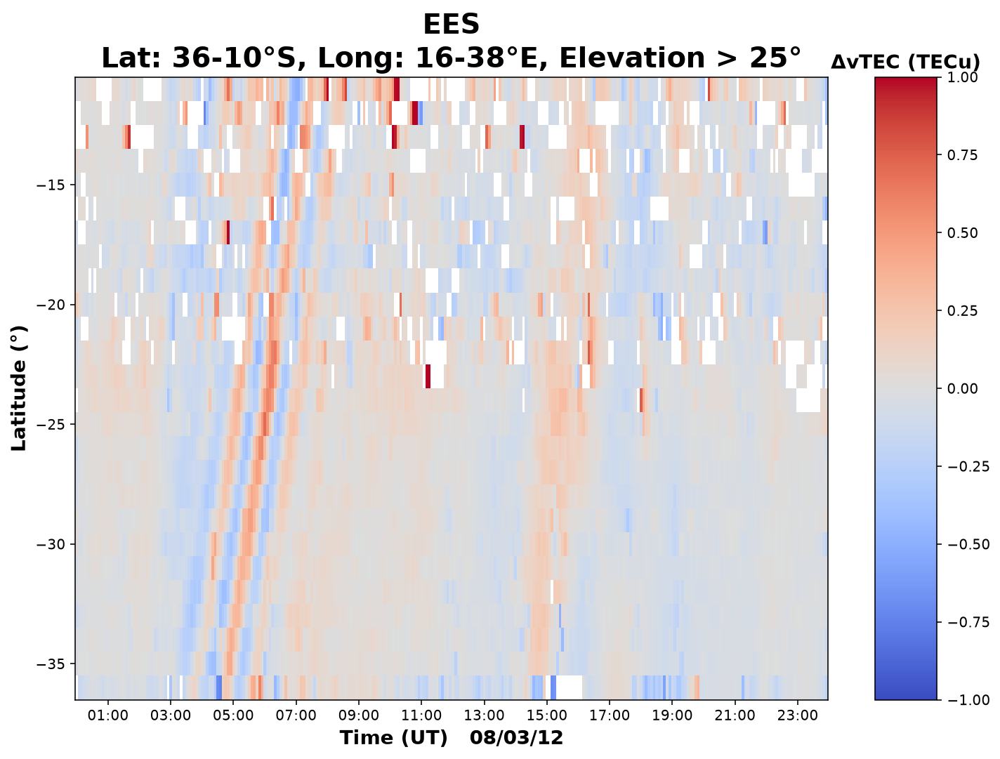 EES
Lat: 36-10°S, Long: 16-38°E, Elevation > 25°
ΔvTEC (TECu)
1.00
0.75
0.50
0.25
0.00
−0.25
−0.50
−0.75
−1.00
Latitude (°)
−15
−20
−25
−30
−35
01:00 03:00 05:00 07:00 09:00 11:00 13:00 15:00 17:00 19:00 21:00 23:00
Time (UT) 08/03/12